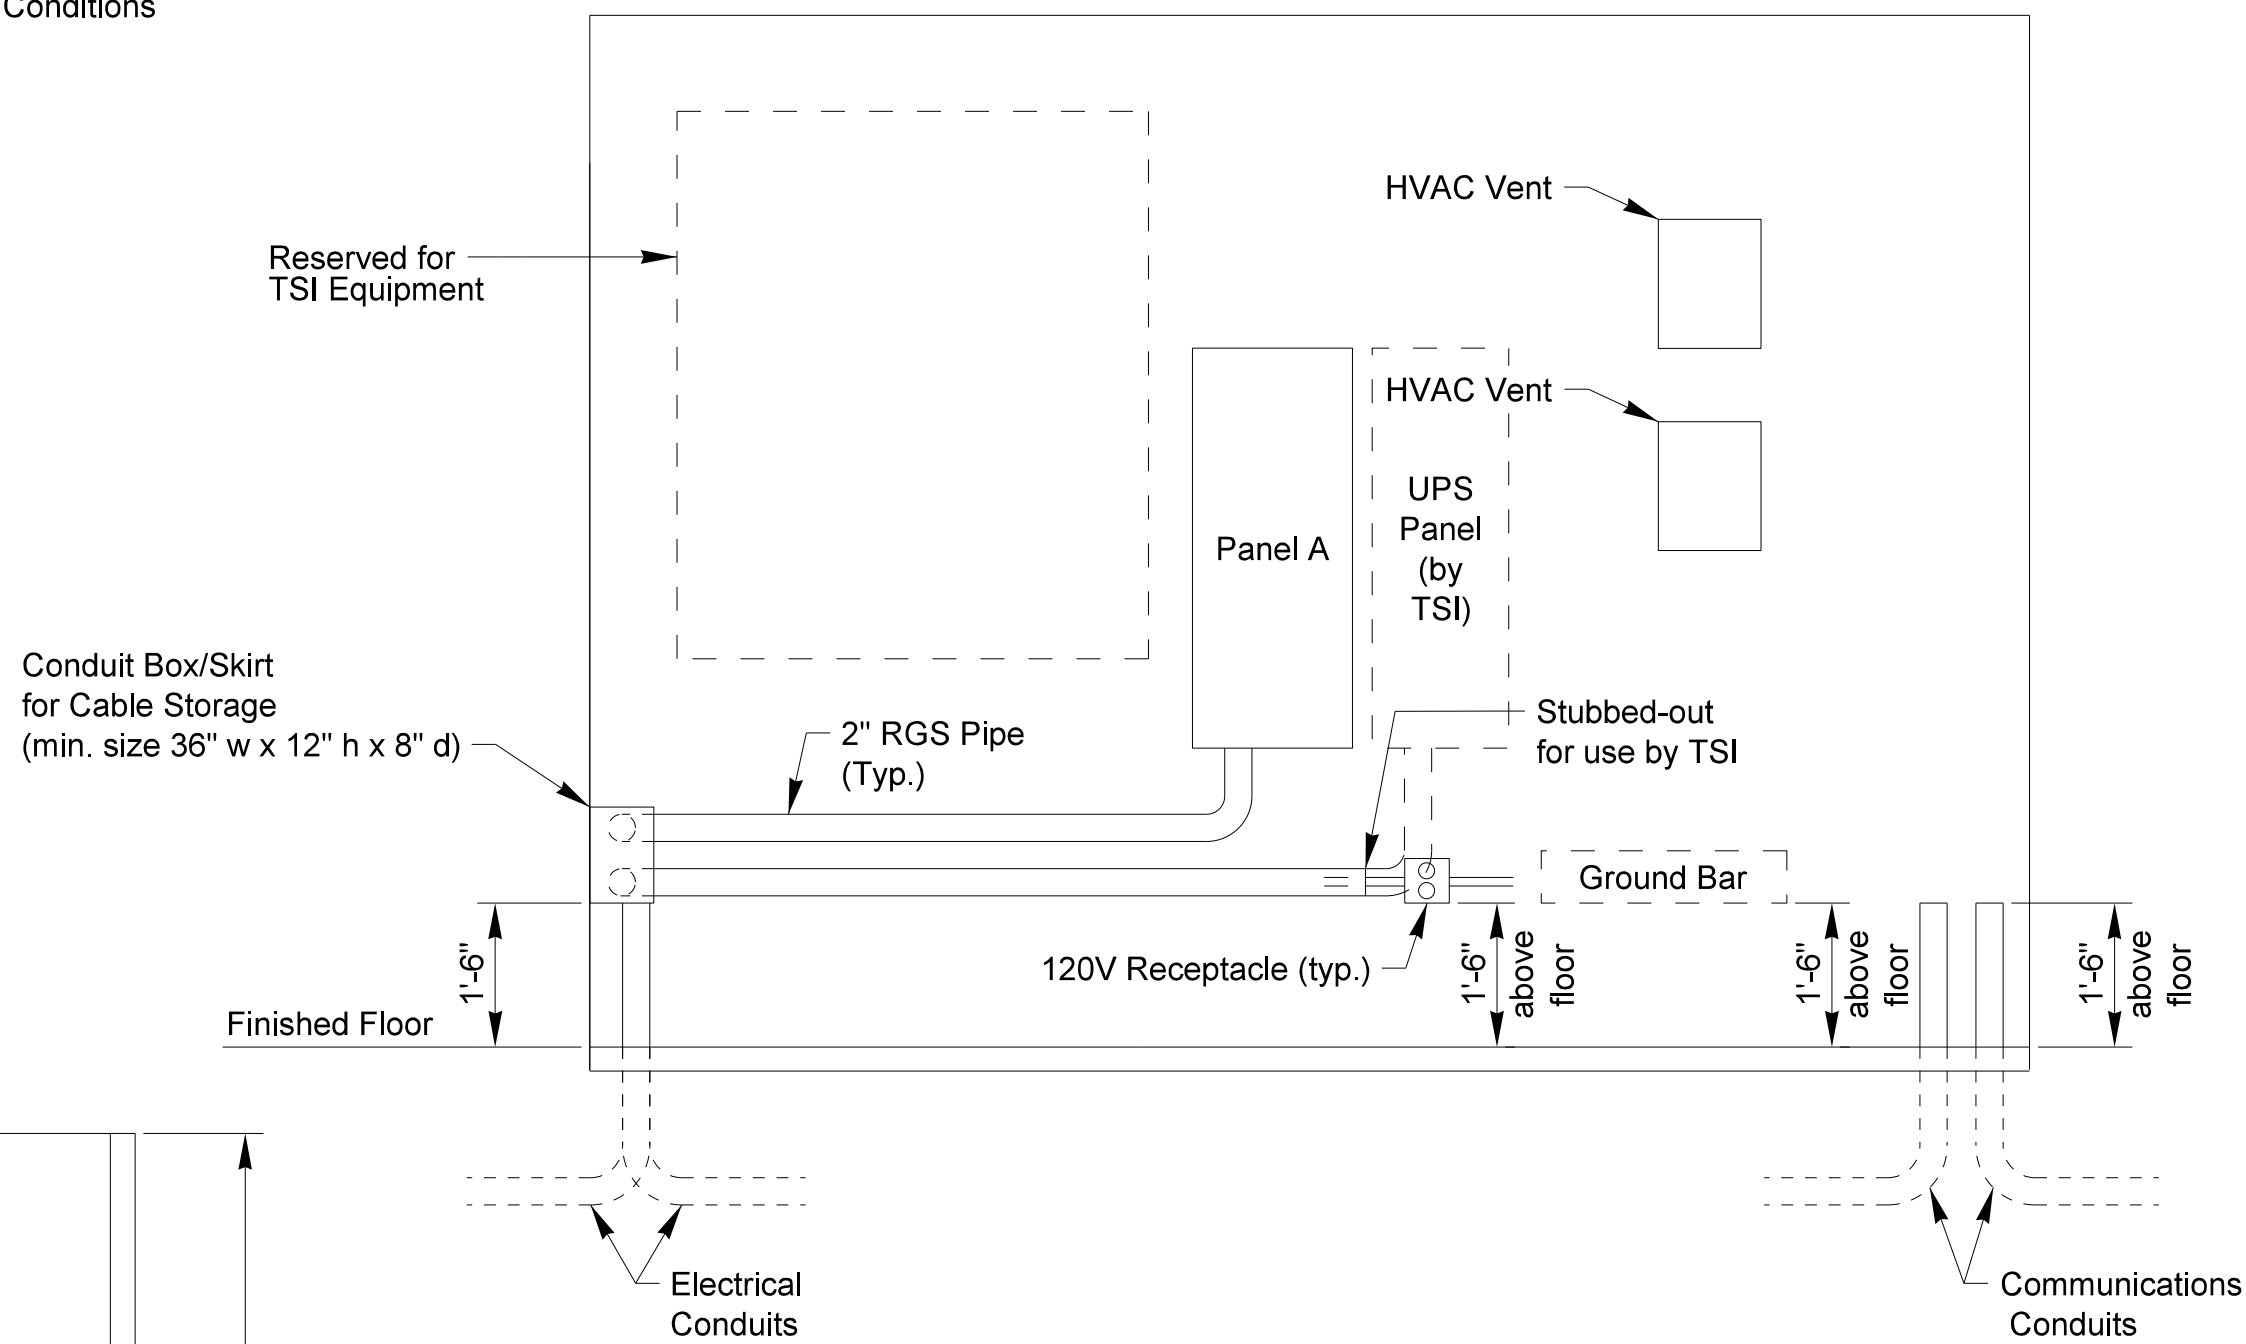 Conditions
HVAC Vent
Reserved for
TSI Equipment
HVAC Vent
UPS
Panel
(by
TSI)
Panel A
Conduit Box/Skirt
for Cable Storage
(min. size 36" w x 12" h x 8" d)
2" RGS Pipe
(Typ.)
Stubbed-out
for use by TSI
Ground Bar
120V Receptacle (typ.)
1'-6"
Finished Floor
1'-6"
above
floor
1'-6"
above
floor
1'-6"
above
floor
Electrical
Conduits
Communications
Conduits